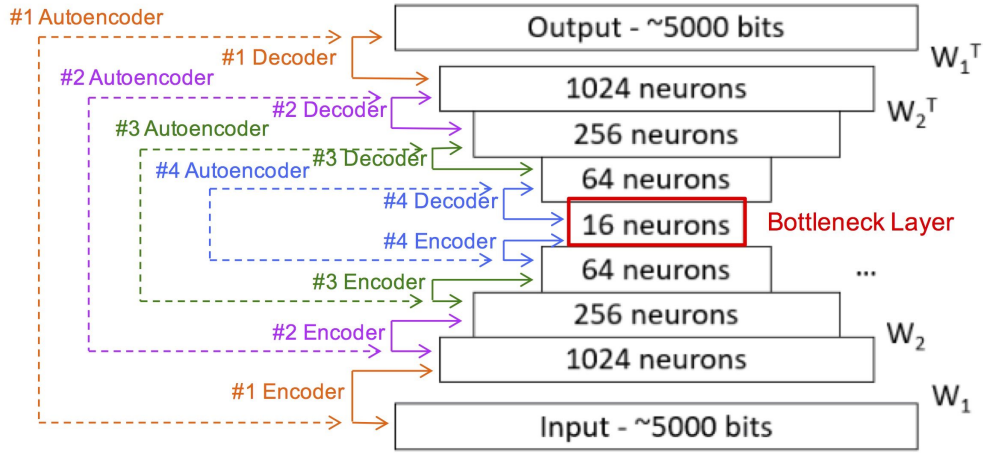 #1 Autoencoder
Output - ~5000 bits
#1 Decoder
W1T
#2 Autoencoder
1024 neurons
#2 Decoder
W2T
#3 Autoencoder
256 neurons
#3 Decoder
#4 Autoencoder
64 neurons
#4 Decoder
16 neurons
Bottleneck Layer
#4 Encoder
64 neurons
...
#3 Encoder
256 neurons
#2 Encoder
W2
1024 neurons
#1 Encoder
W1
Input - ~5000 bits